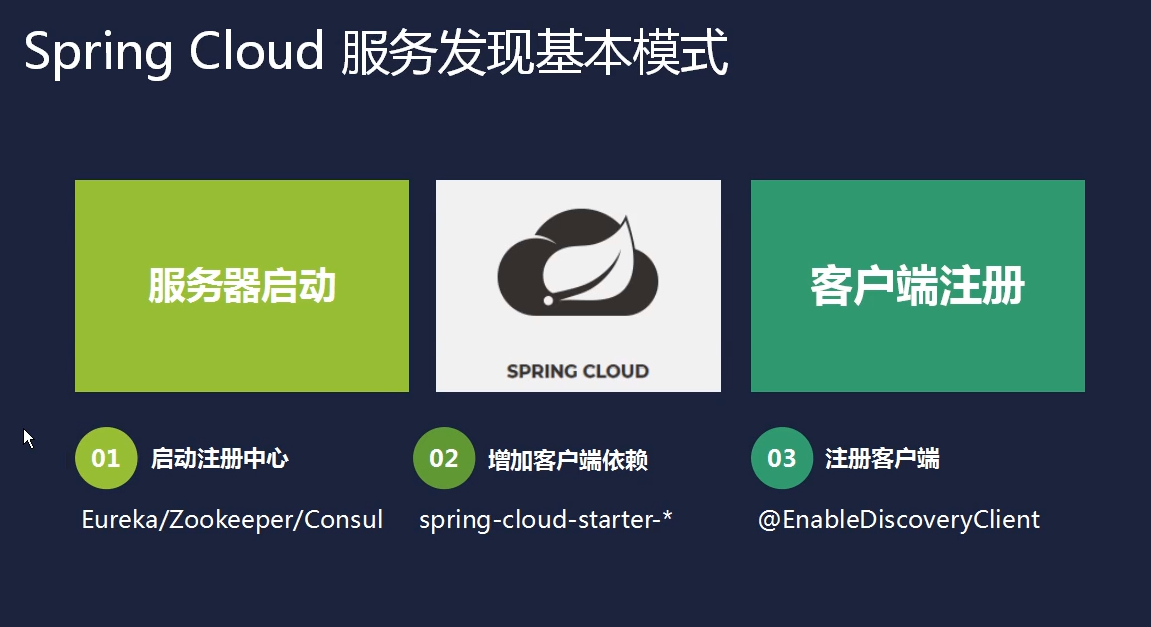 Spring Cloud 服务发现基本模式
服务器启动
SPRING CLOUD
客户端注册
01 启动注册中心
Eureka/Zookeeper/Consul
02 增加客户端依赖
spring-cloud-starter-*
03 注册客户端
@EnableDiscoveryClient